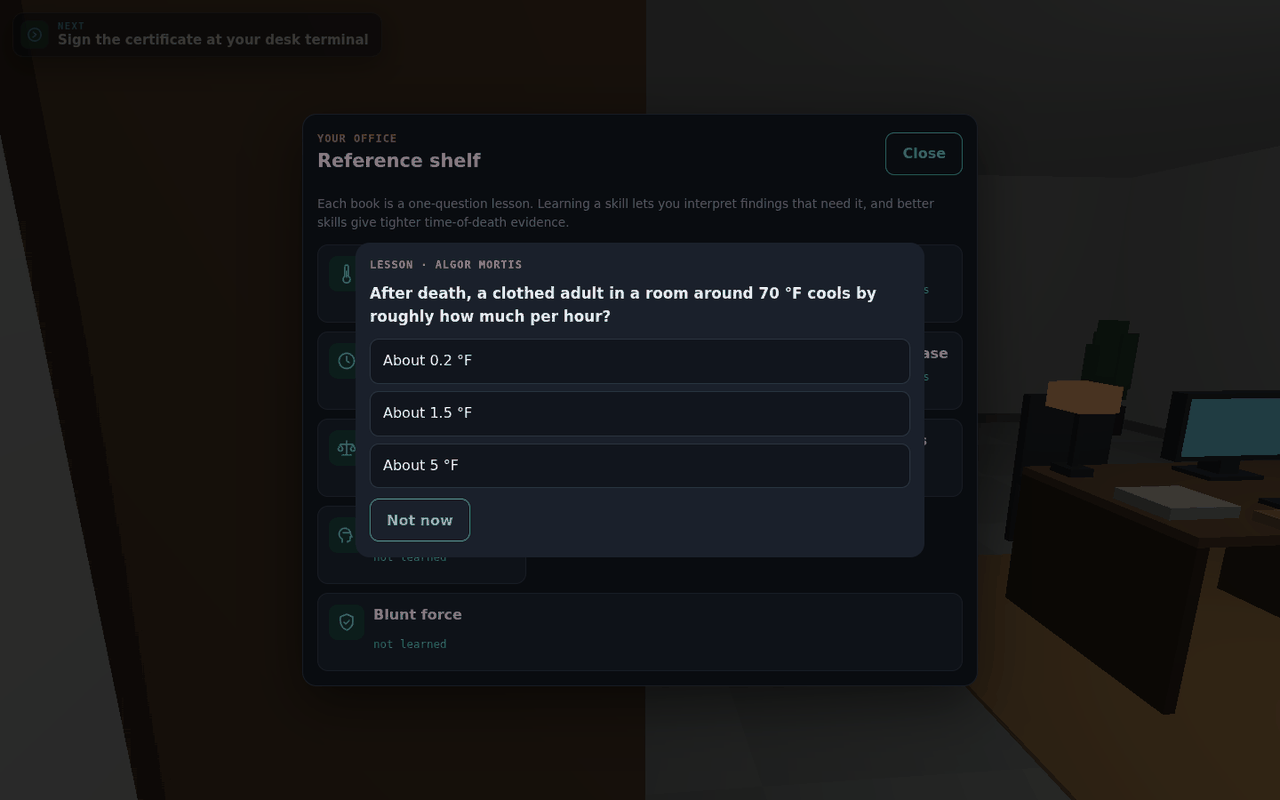 NEXT
Sign the certificate at your desk terminal
YOUR OFFICE
Reference shelf
Close
Each book is a one-question lesson. Learning a skill lets you interpret findings that need it, and better
skills give tighter time-of-death evidence.
LESSON · ALGOR MORTIS
After death, a clothed adult in a room around 70 °F cools by
roughly how much per hour?
About 0.2 °F
About 1.5 °F
About 5 °F
Not now
not learned
Blunt force
not learned